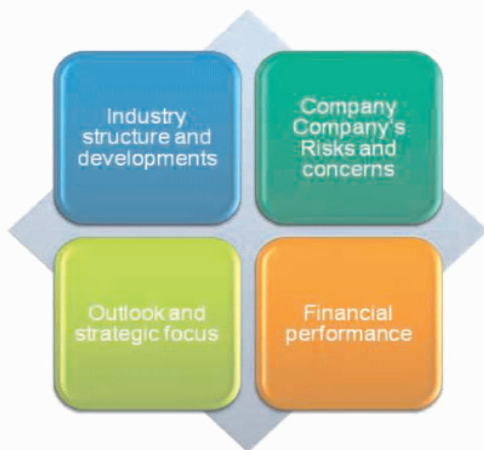 Industry
structure and
developments
Company
Company's
Risks and
concerns
Outlook and
strategic focus
Financial
performance